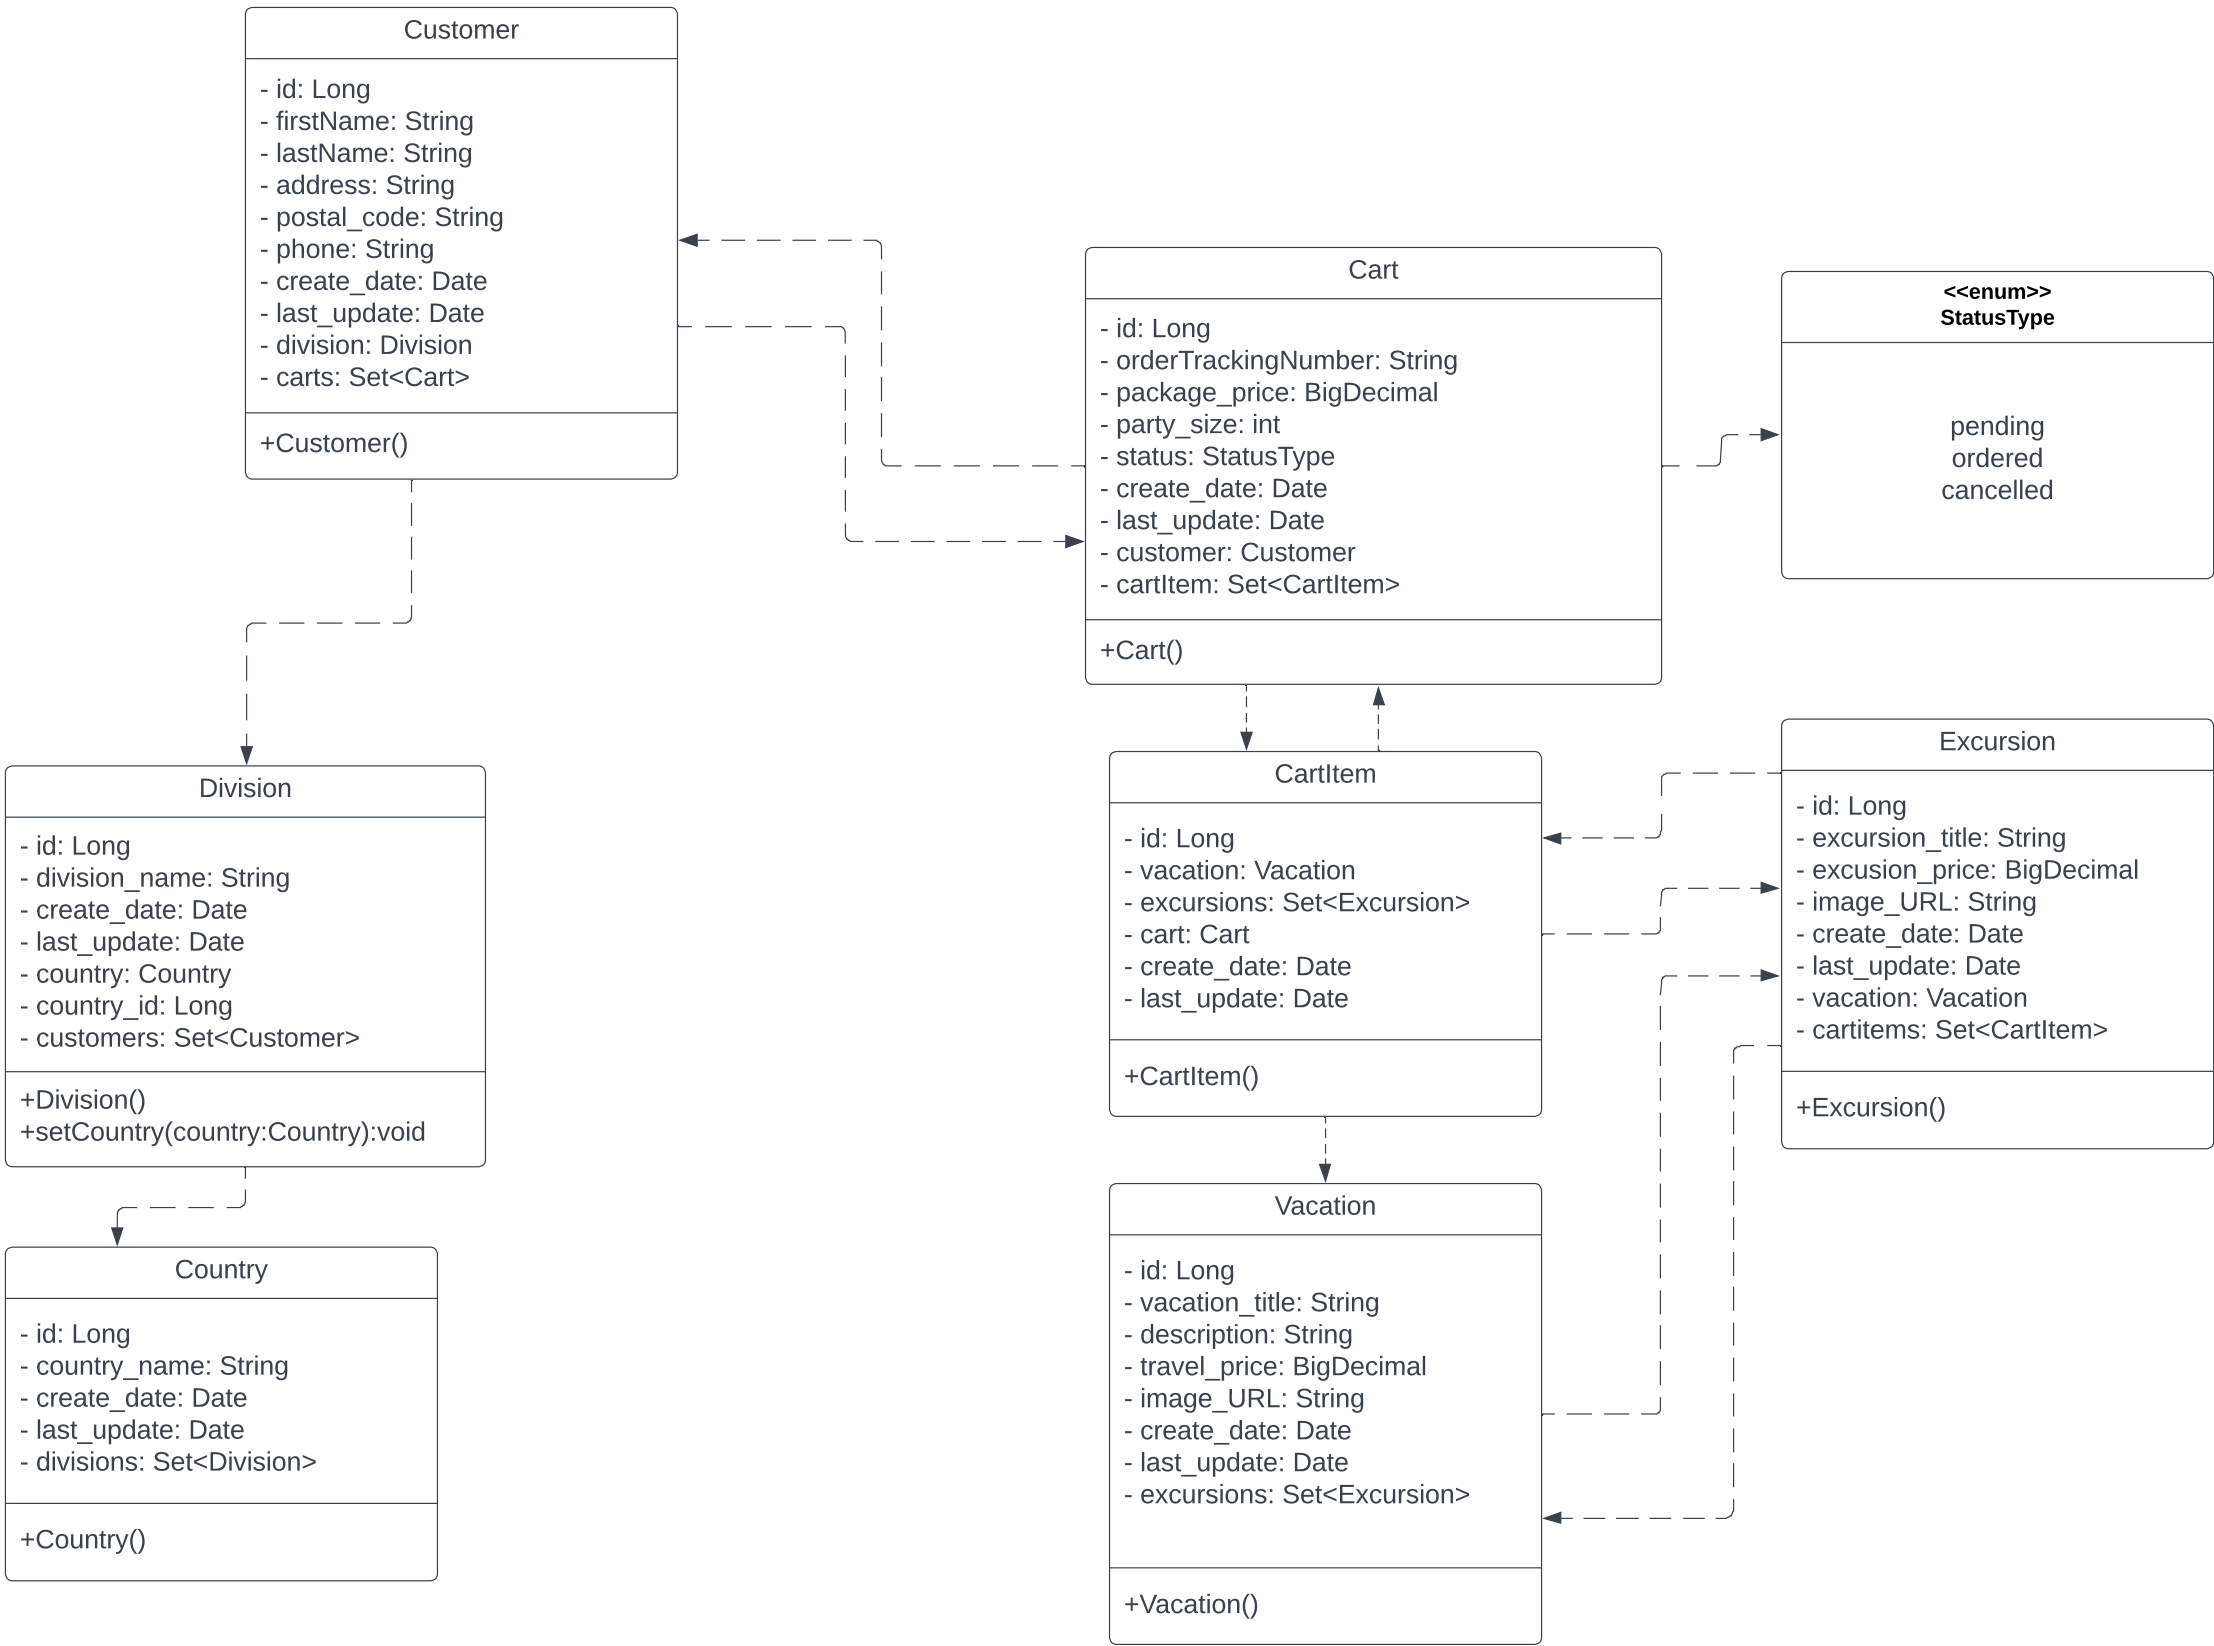 Customer
- id: Long
- firstName: String
- lastName: String
- address: String
- postal_code: String
- phone: String
- create_date: Date
- last_update: Date
- division: Division
- carts: Set<Cart>
+Customer()
Cart
- id: Long
- orderTrackingNumber: String
- package_price: BigDecimal
- party_size: int
- status: StatusType
- create_date: Date
- last_update: Date
- customer: Customer
- cartItem: Set<CartItem>
+Cart()
<<enum>>
StatusType
pending
ordered
cancelled
Division
- id: Long
- division_name: String
- create_date: Date
- last_update: Date
- country: Country
- country_id: Long
- customers: Set<Customer>
+Division()
+setCountry(country:Country):void
CartItem
- id: Long
- vacation: Vacation
- excursions: Set<Excursion>
- cart: Cart
- create_date: Date
- last_update: Date
+CartItem()
Excursion
- id: Long
- excursion_title: String
- excusion_price: BigDecimal
- image_URL: String
- create_date: Date
- last_update: Date
- vacation: Vacation
- cartitems: Set<CartItem>
+Excursion()
Country
- id: Long
- country_name: String
- create_date: Date
- last_update: Date
- divisions: Set<Division>
+Country()
Vacation
- id: Long
- vacation_title: String
- description: String
- travel_price: BigDecimal
- image_URL: String
- create_date: Date
- last_update: Date
- excursions: Set<Excursion>
+Vacation()